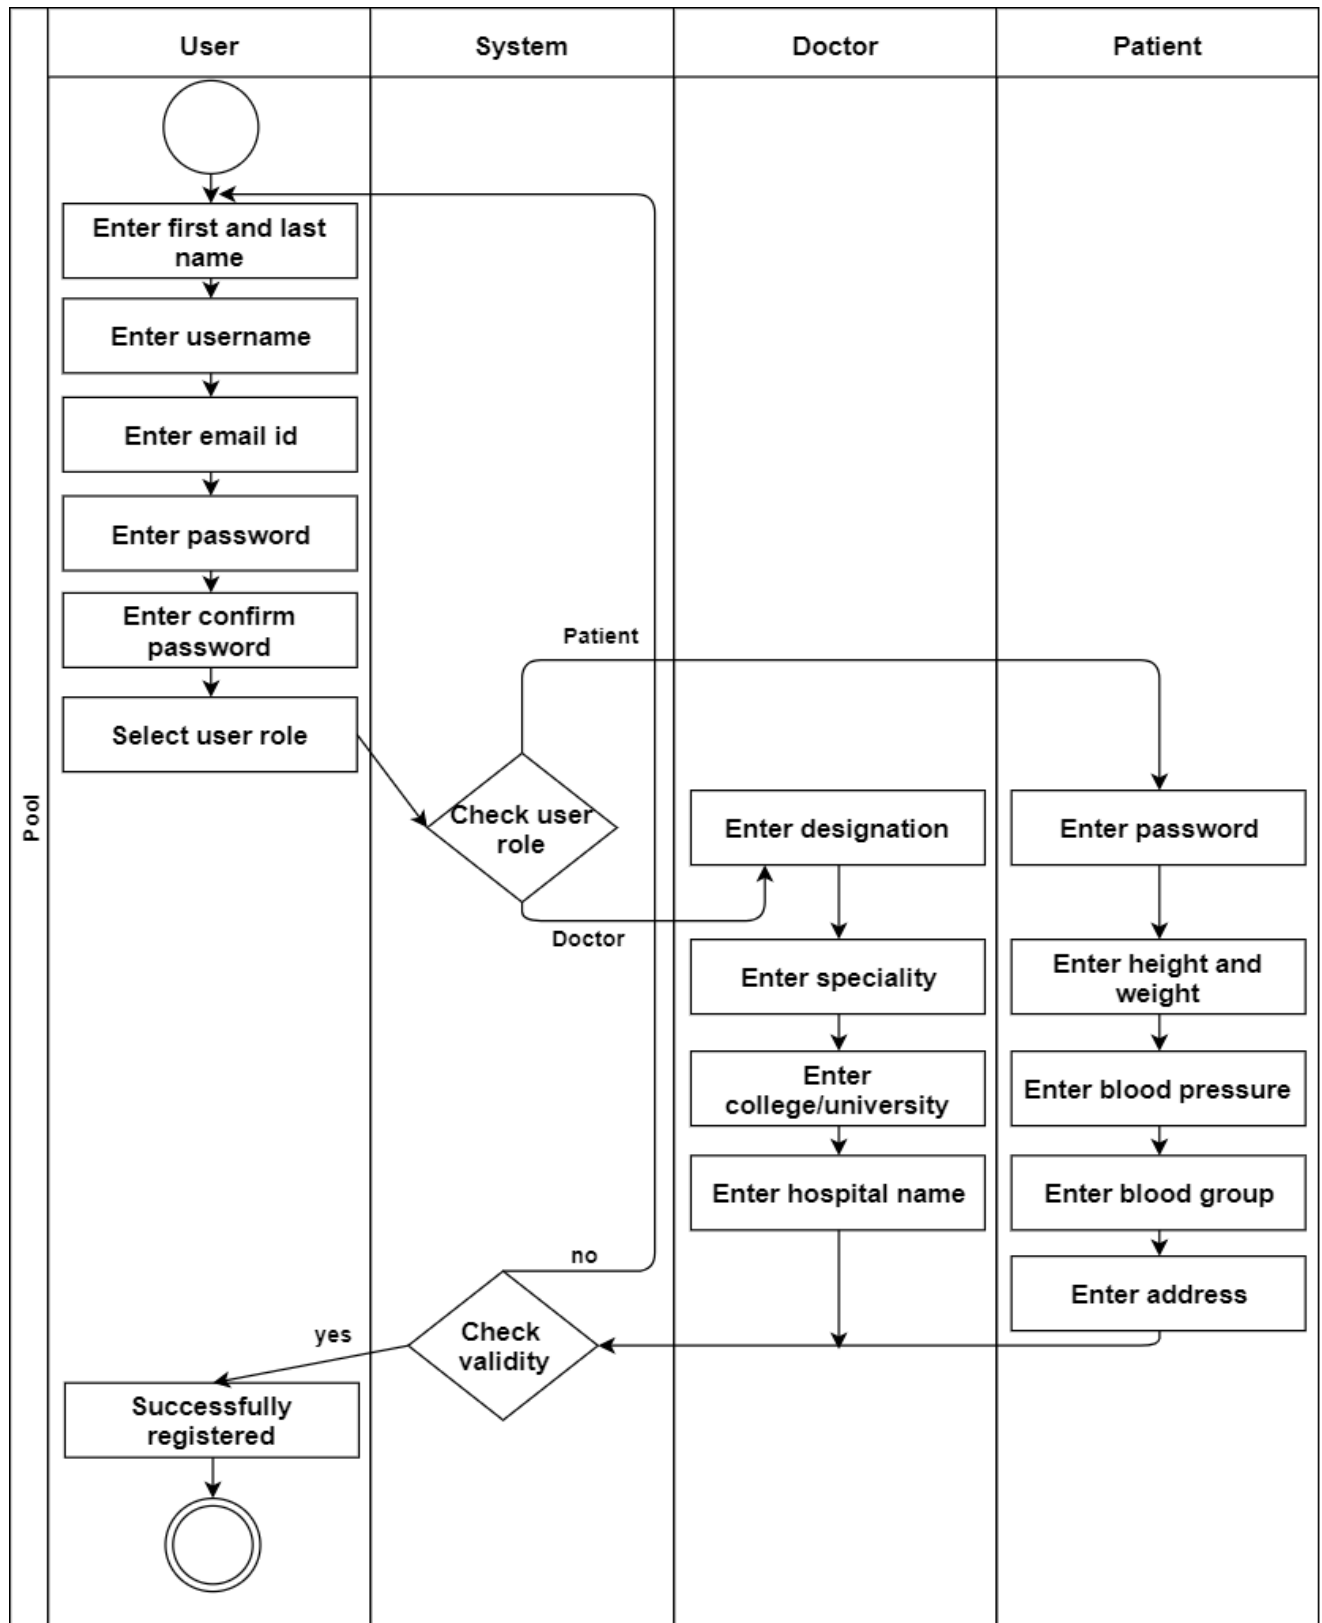 Pool
User
System
Doctor
Patient
Enter first and last
name
Enter username
Enter email id
Enter password
Enter confirm
password
Select user role
Patient
Check user
role
Doctor
Enter designation
Enter speciality
Enter
college/university
Enter hospital name
Enter password
Enter height and
weight
Enter blood pressure
Enter blood group
Enter address
no
Check
validity
yes
Successfully
registered